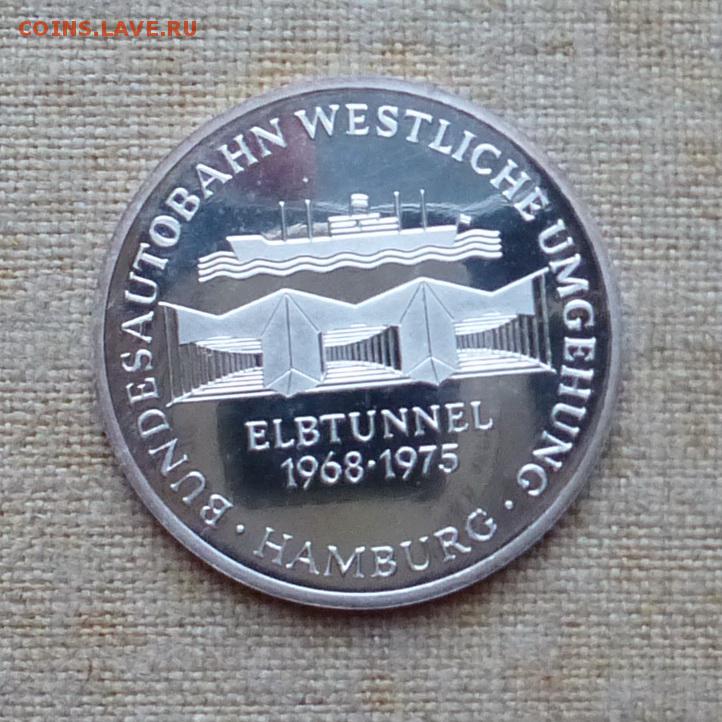 COINS.LAVE.RU
BUNDESAUTOBAHN WESTLICHE UMGEHUNG · HAMBURG ·
ELBTUNNEL
1968·1975